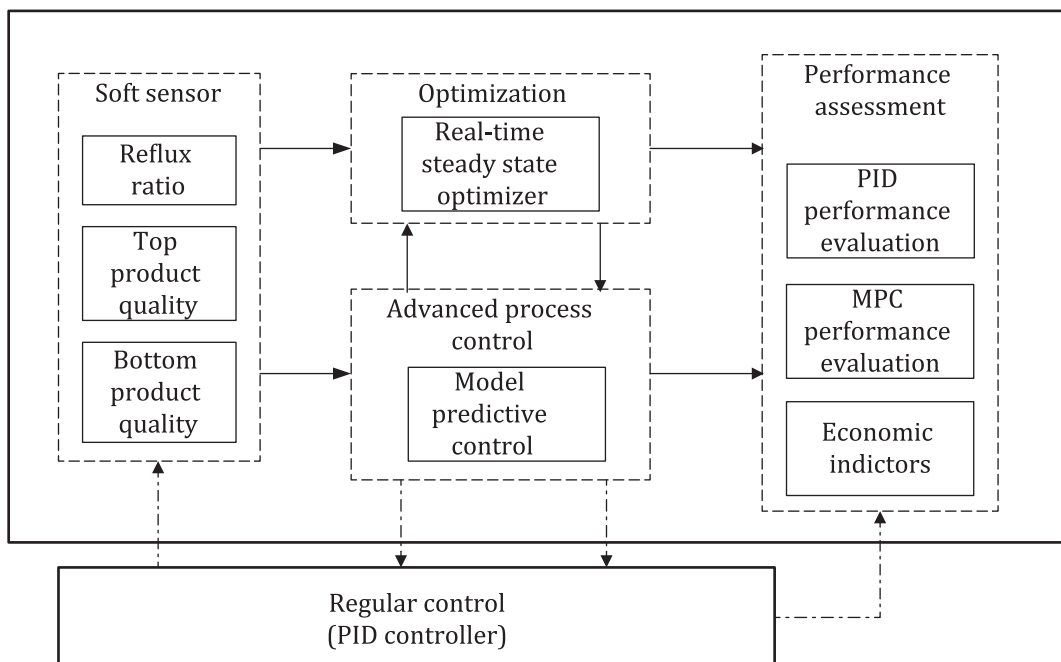 Soft sensor
Reflux
ratio
Top
product
quality
Bottom
product
quality
Optimization
Real-time
steady state
optimizer
Advanced process
control
Model
predictive
control
Performance
assessment
PID
performance
evaluation
MPC
performance
evaluation
Economic
indictors
Regular control
(PID controller)